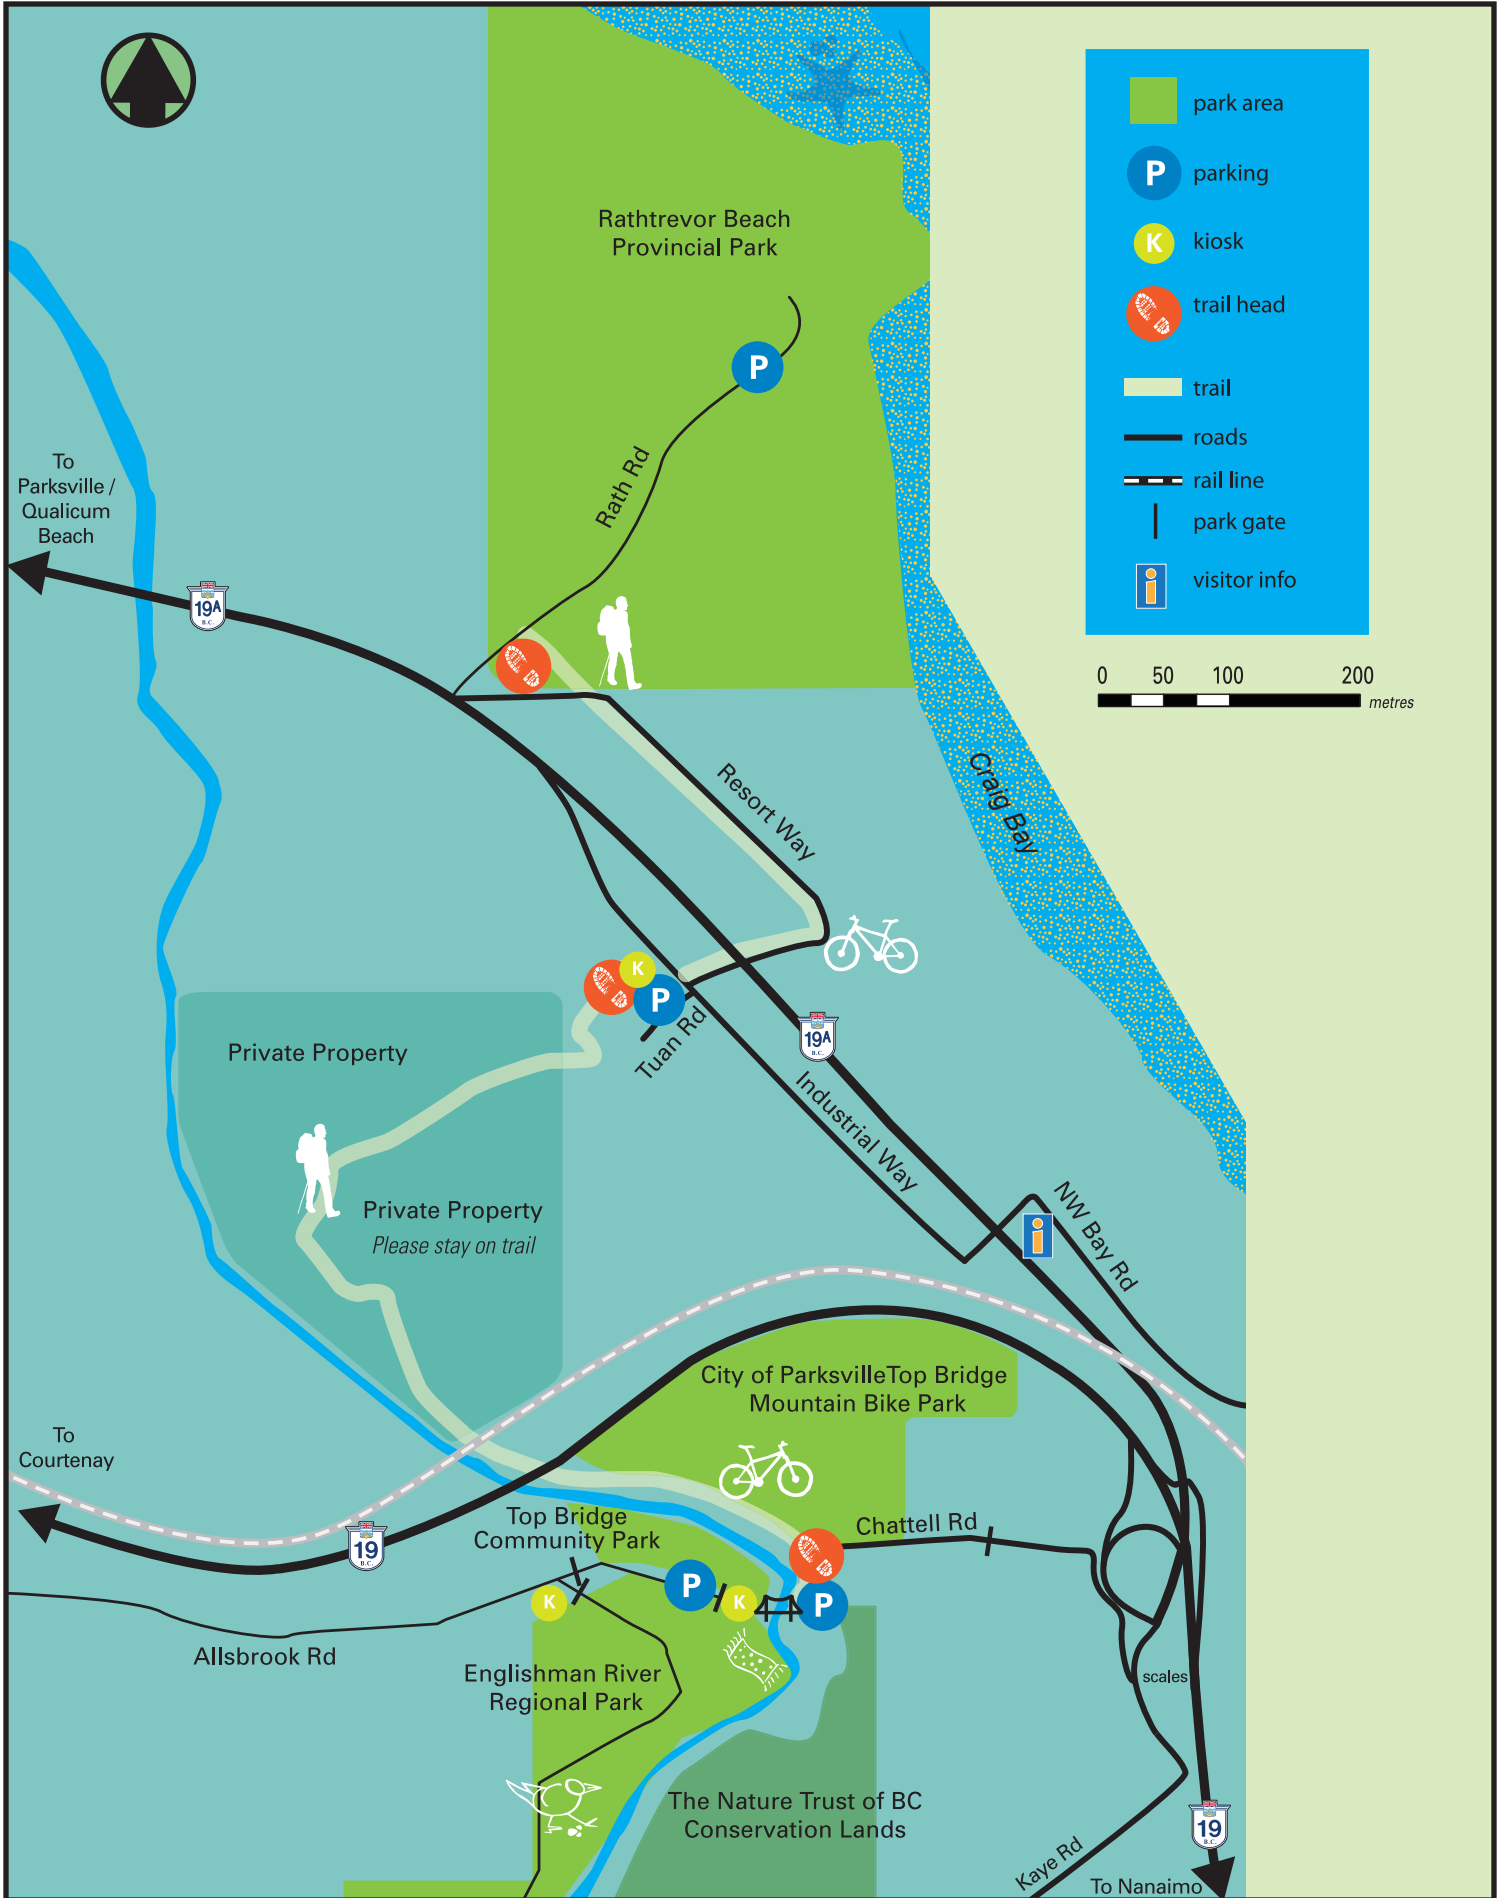 park area
P
parking
K
kiosk
trail head
trail
roads
rail line
park gate
i
visitor info
0 50 100 200
metres
Rathtrevor Beach
Provincial Park
P
Rath Rd
To
Parksville /
Qualicum
Beach
19A
B.C.
Resort Way
Craig Bay
K
P
Tuan Rd
19A
B.C.
Private Property
Industrial Way
Private Property
Please stay on trail
NW Bay Rd
i
City of ParksvilleTop Bridge
Mountain Bike Park
To
Courtenay
19
B.C.
Top Bridge
Community Park
Chattell Rd
P
K
K
P
Allsbrook Rd
Englishman River
Regional Park
scales
The Nature Trust of BC
Conservation Lands
19
B.C.
Kaye Rd
To Nanaimo